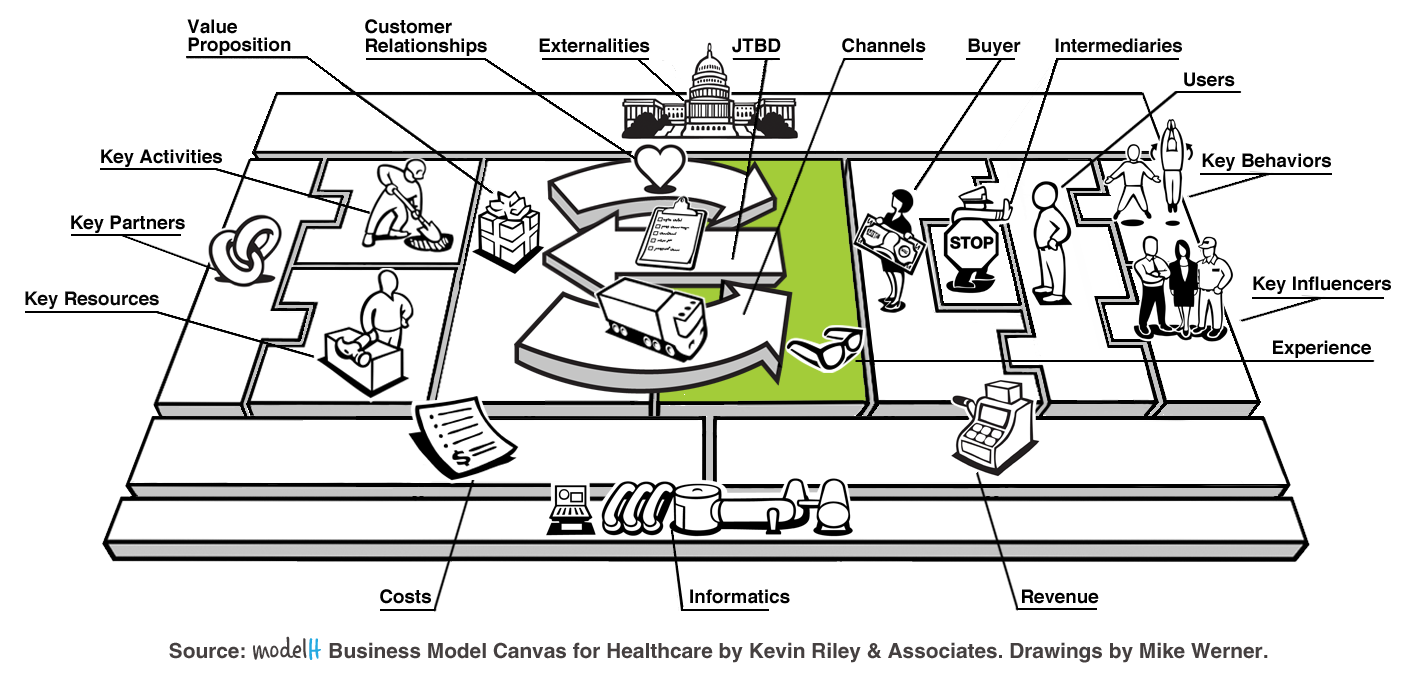 Value
Proposition
Customer
Relationships
Externalities
JTBD
Channels
Buyer
Intermediaries
Users
Key Activities
Key Behaviors
Key Partners
STOP
Key Resources
Key Influencers
Experience
$
Costs
Informatics
Revenue
Source: modelH Business Model Canvas for Healthcare by Kevin Riley & Associates. Drawings by Mike Werner.